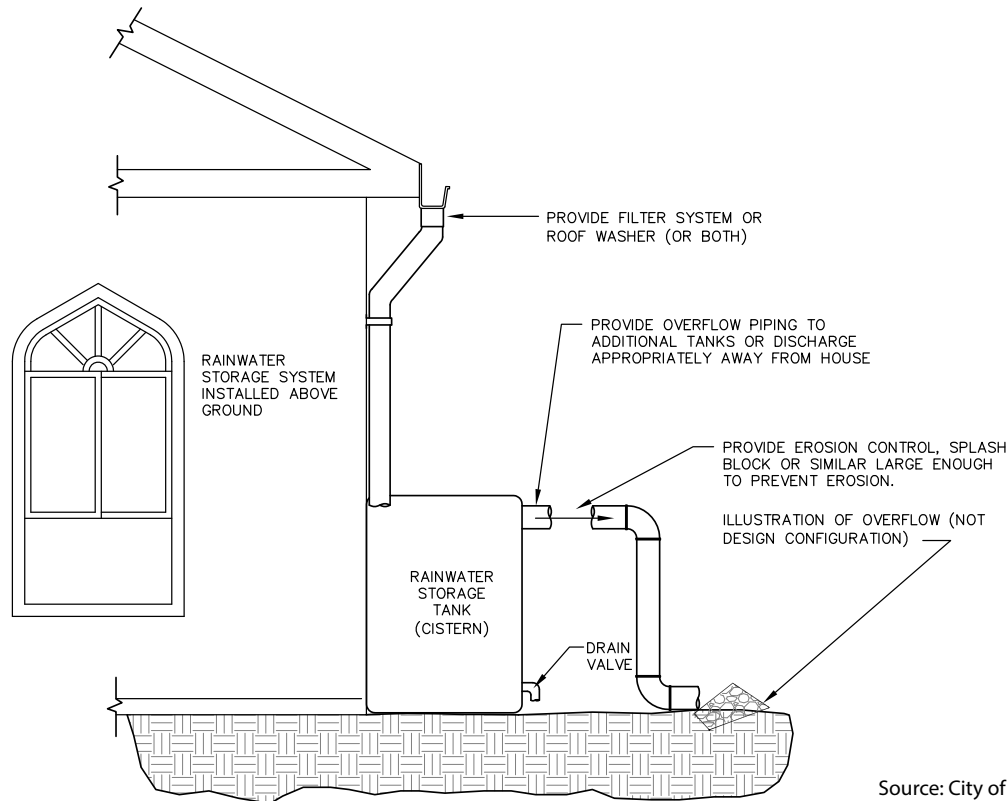 PROVIDE FILTER SYSTEM OR
ROOF WASHER (OR BOTH)
PROVIDE OVERFLOW PIPING TO
ADDITIONAL TANKS OR DISCHARGE
APPROPRIATELY AWAY FROM HOUSE
RAINWATER
STORAGE SYSTEM
INSTALLED ABOVE
GROUND
PROVIDE EROSION CONTROL, SPLASH
BLOCK OR SIMILAR LARGE ENOUGH
TO PREVENT EROSION.
ILLUSTRATION OF OVERFLOW (NOT
DESIGN CONFIGURATION)
RAINWATER
STORAGE
TANK
(CISTERN)
DRAIN
VALVE
Source: City of